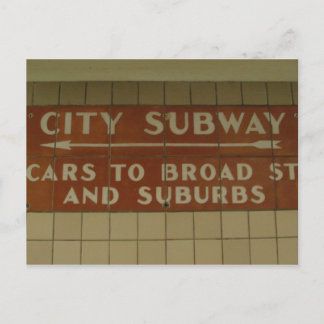 CITY SUBWAY
CARS TO BROAD ST
AND SUBURBS